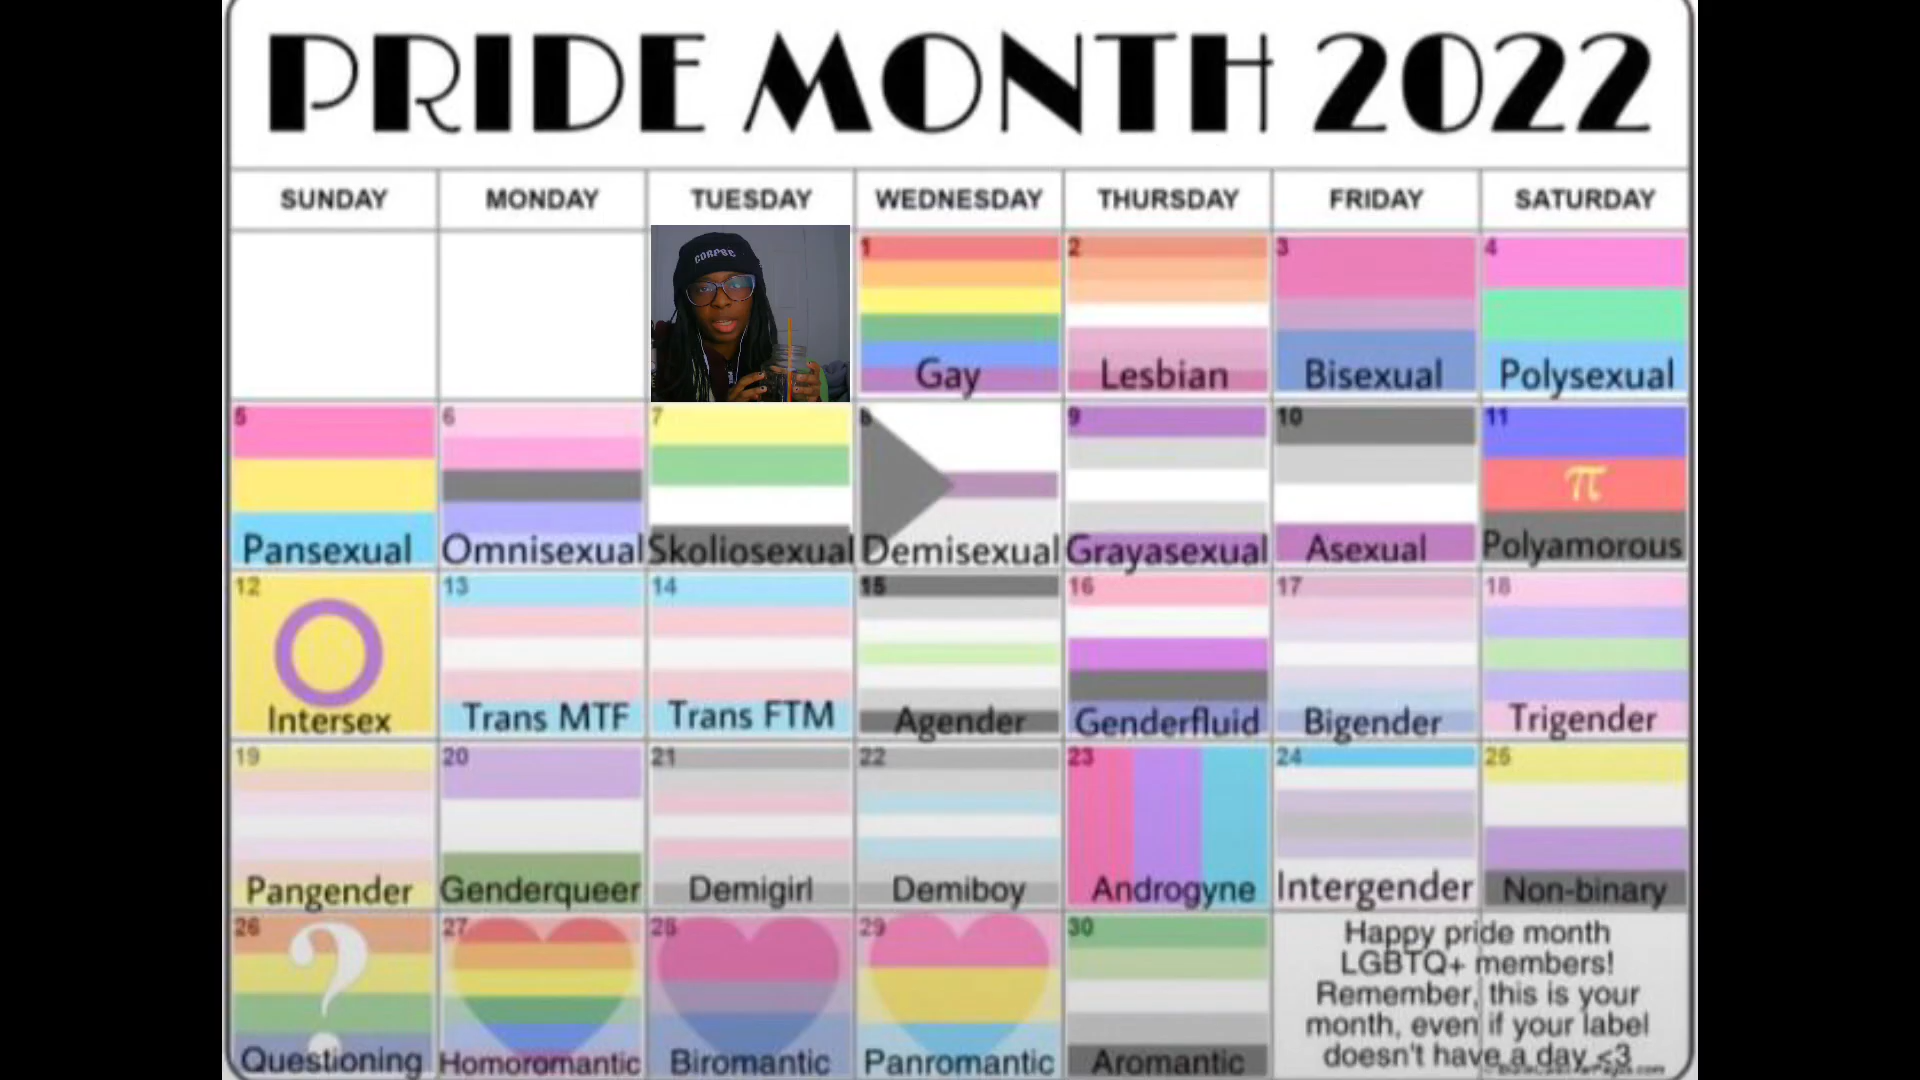 PRIDE MONTH 2022
SUNDAY MONDAY TUESDAY WEDNESDAY THURSDAY FRIDAY SATURDAY
CORPSE
1 2 3 4
Gay Lesbian Bisexual Polysexual
5 6 7 8 9 10 11
π
Pansexual Omnisexual Skoliosexual Demisexual Grayasexual Asexual Polyamorous
12 13 14 15 16 17 18
Intersex Trans MTF Trans FTM Agender Genderfluid Bigender Trigender
19 20 21 22 23 24 25
Pangender Genderqueer Demigirl Demiboy Androgyne Intergender Non-binary
26 27 28 29 30
?
Questioning Homoromantic Biromantic Panromantic Aromantic
Happy pride month
LGBTQ+ members!
Remember, this is your
month, even if your label
doesn't have a day <3